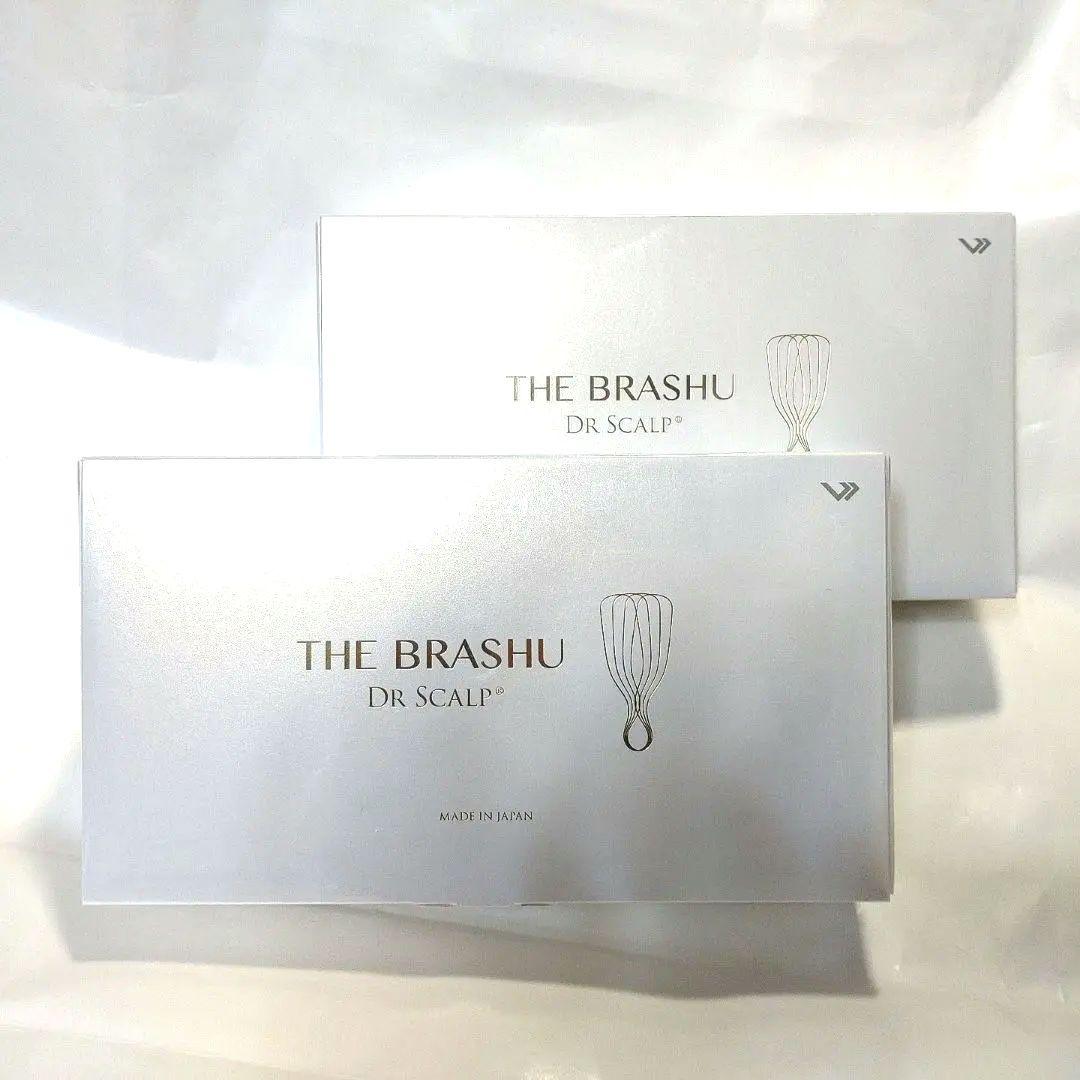 THE BRASHU
DR SCALP®
THE BRASHU
DR SCALP®
MADE IN JAPAN